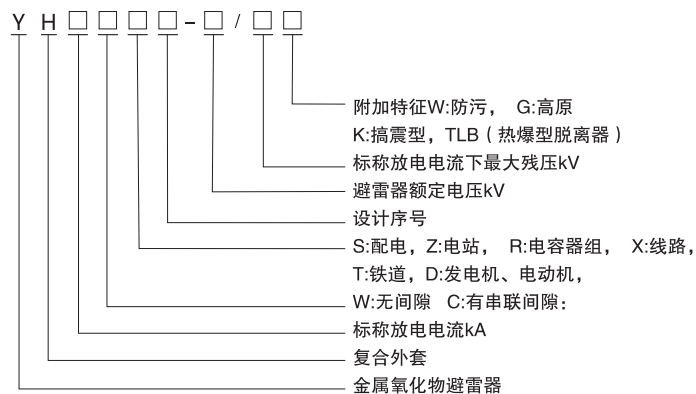 YH□□□□-□/□□
附加特征W:防污， G:高原
K:搞震型，TLB（热爆型脱离器）
标称放电电流下最大残压kV
避雷器额定电压kV
设计序号
S:配电，Z:电站， R:电容器组， X:线路，
T:铁道，D:发电机、电动机，
W:无间隙 C:有串联间隙：
标称放电电流kA
复合外套
金属氧化物避雷器